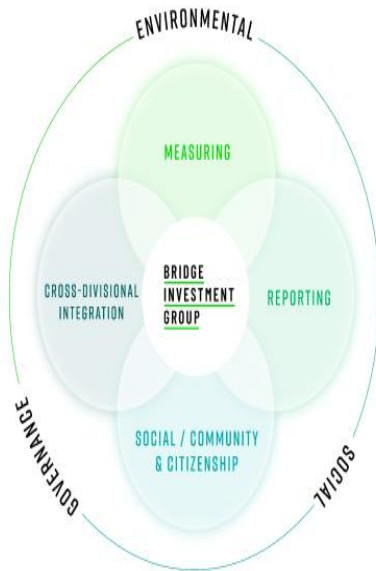 ENVIRONMENTAL
MEASURING
CROSS-DIVISIONAL
INTEGRATION
BRIDGE
INVESTMENT
GROUP
REPORTING
SOCIAL / COMMUNITY
& CITIZENSHIP
GOVERNANCE
SOCIAL